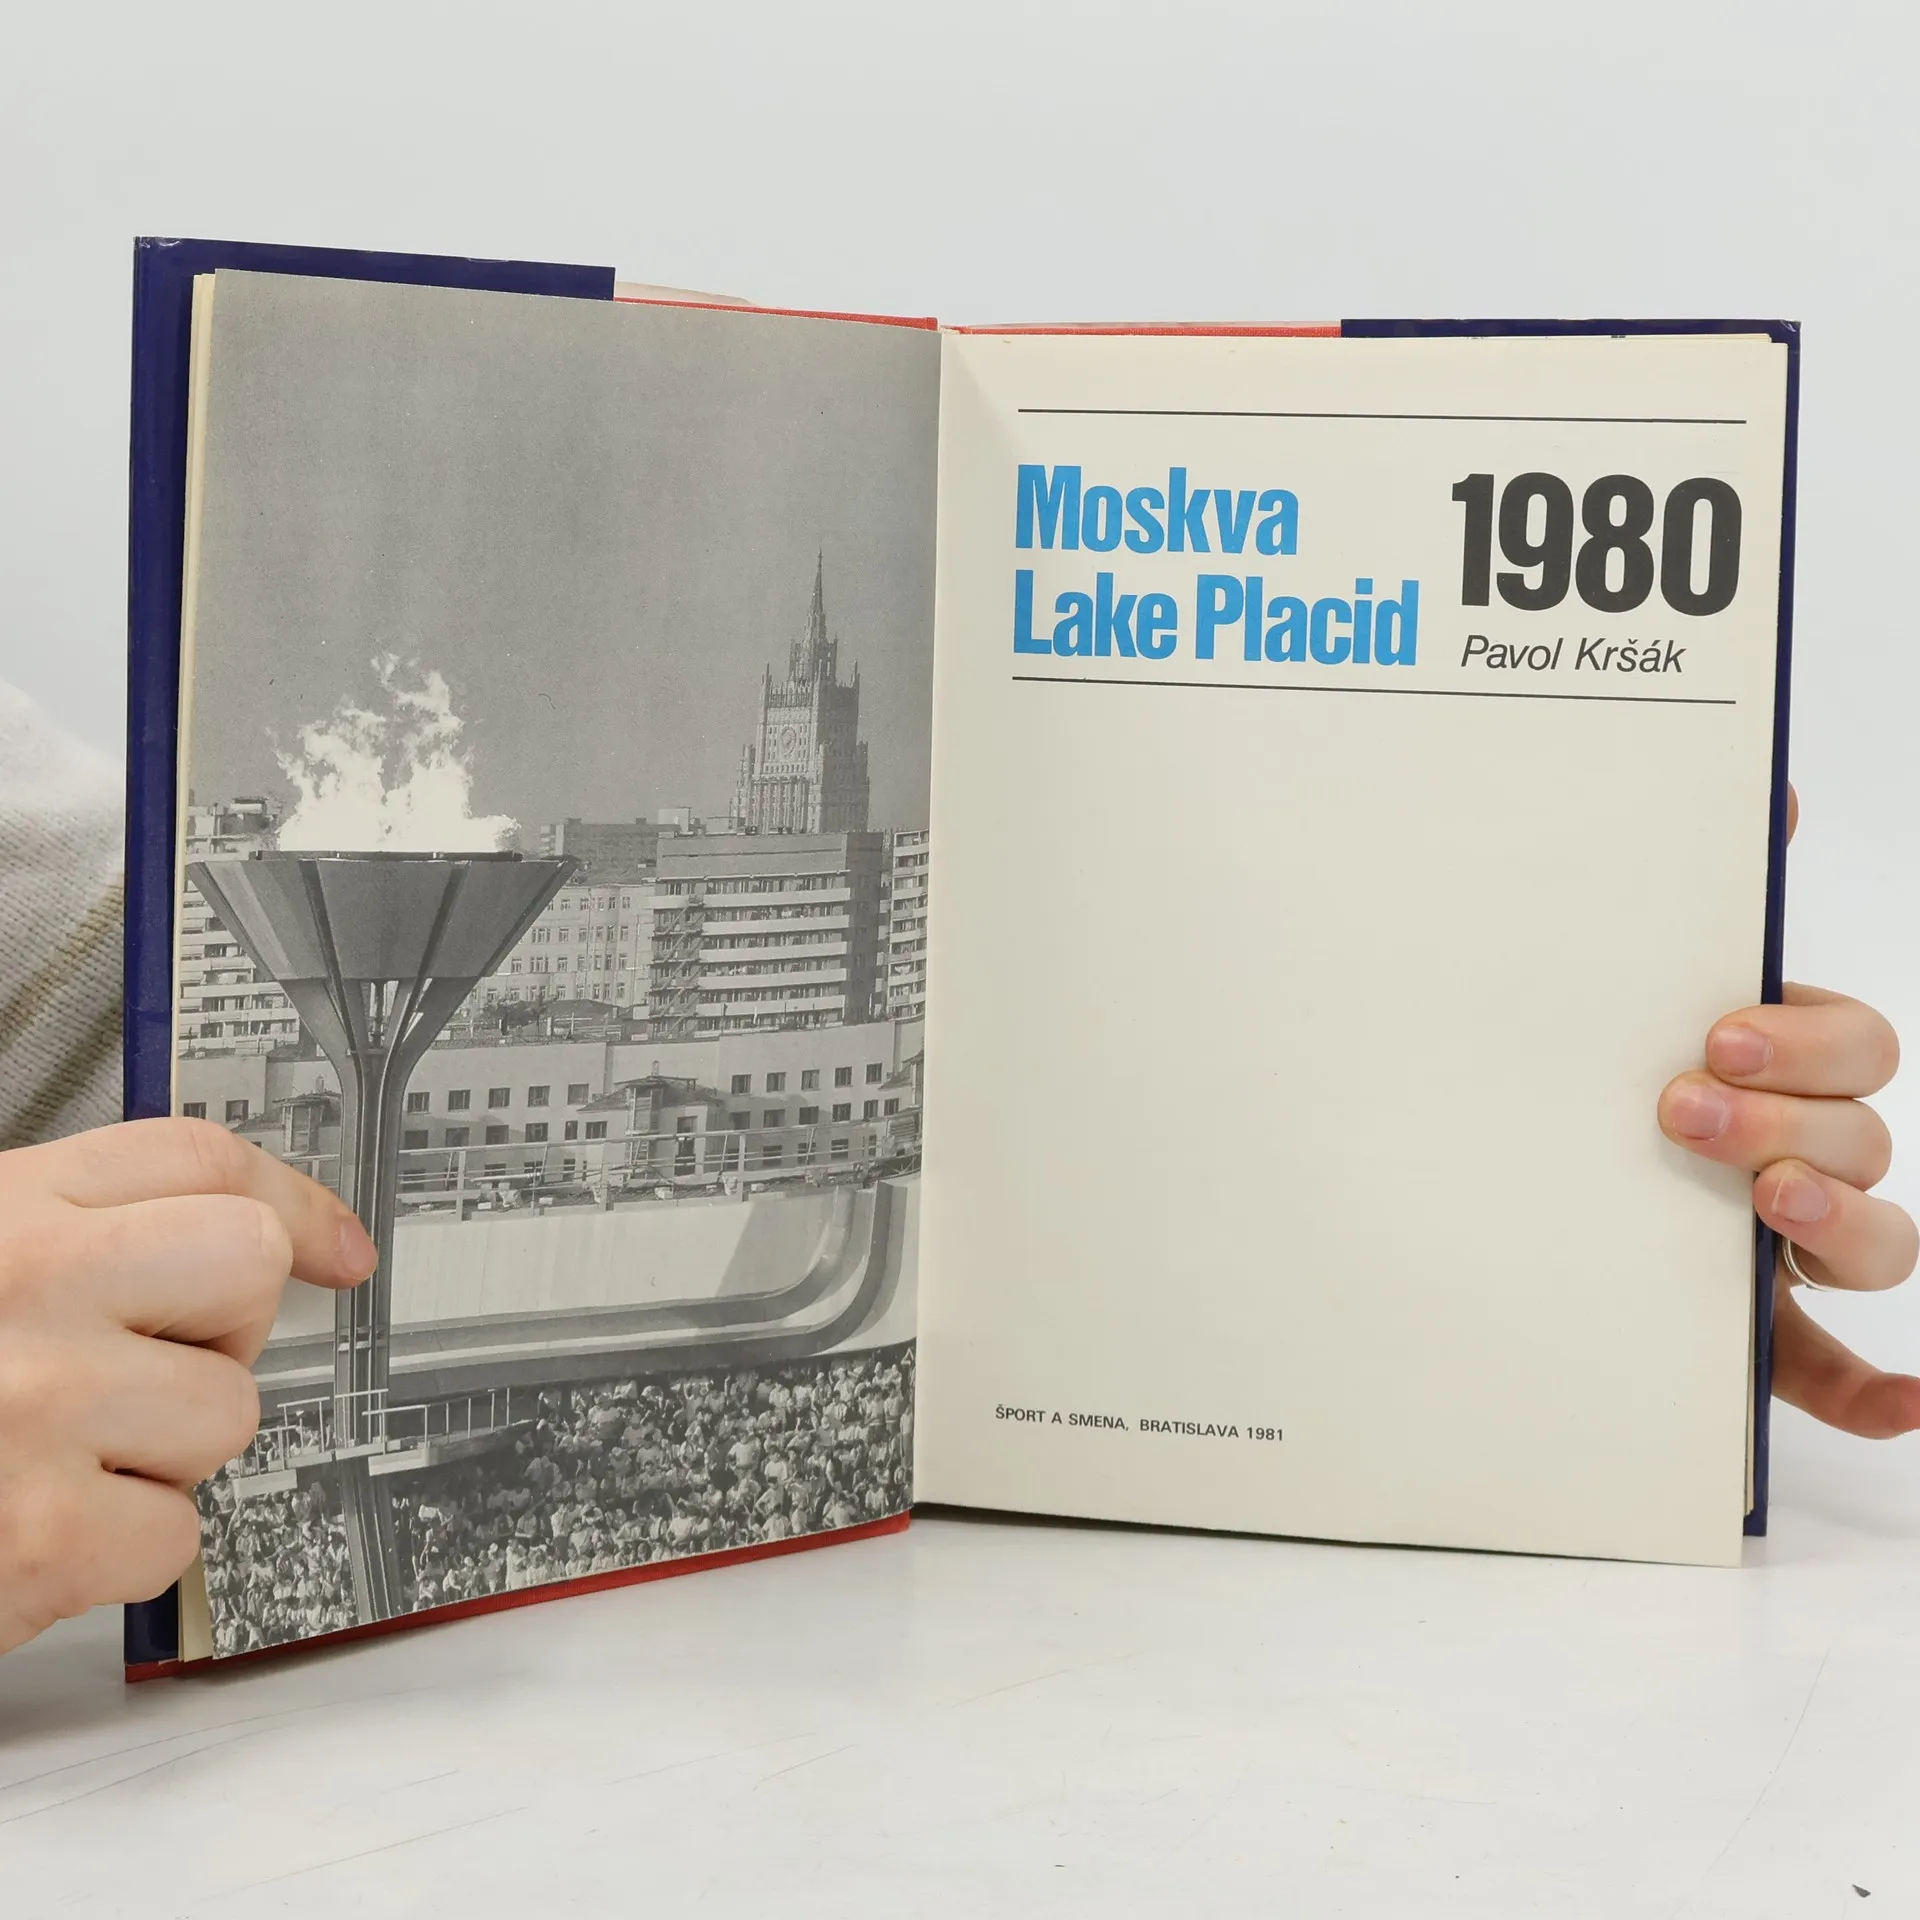 Moskva
Lake Placid
1980
Pavol Kršák
ŠPORT A SMENA, BRATISLAVA 1981